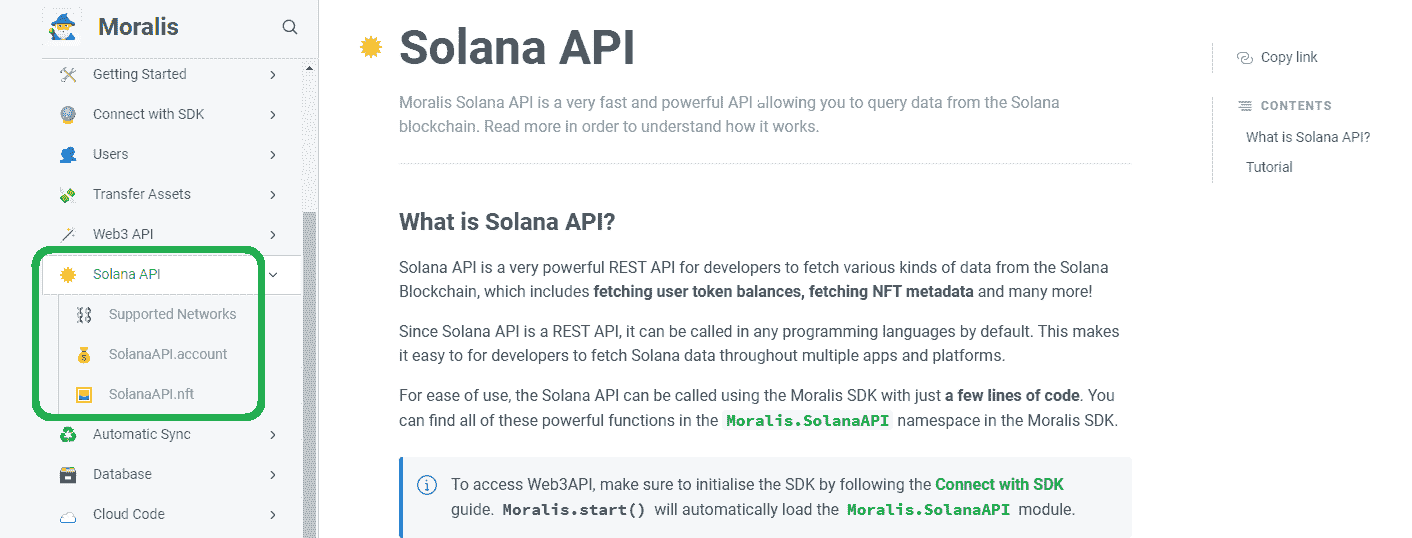 Moralis
Getting Started
Connect with SDK
Users
Transfer Assets
Web3 API
Solana API
Supported Networks
SolanaAPI.account
SolanaAPI.nft
Automatic Sync
Database
Cloud Code
Solana API
Moralis Solana API is a very fast and powerful API allowing you to query data from the Solana
blockchain. Read more in order to understand how it works.
What is Solana API?
Solana API is a very powerful REST API for developers to fetch various kinds of data from the Solana
Blockchain, which includes fetching user token balances, fetching NFT metadata and many more!
Since Solana API is a REST API, it can be called in any programming languages by default. This makes
it easy to for developers to fetch Solana data throughout multiple apps and platforms.
For ease of use, the Solana API can be called using the Moralis SDK with just a few lines of code. You
can find all of these powerful functions in the Moralis.SolanaAPI namespace in the Moralis SDK.
To access Web3API, make sure to initialise the SDK by following the Connect with SDK
guide. Moralis.start() will automatically load the Moralis.SolanaAPI module.
Copy link
CONTENTS
What is Solana API?
Tutorial